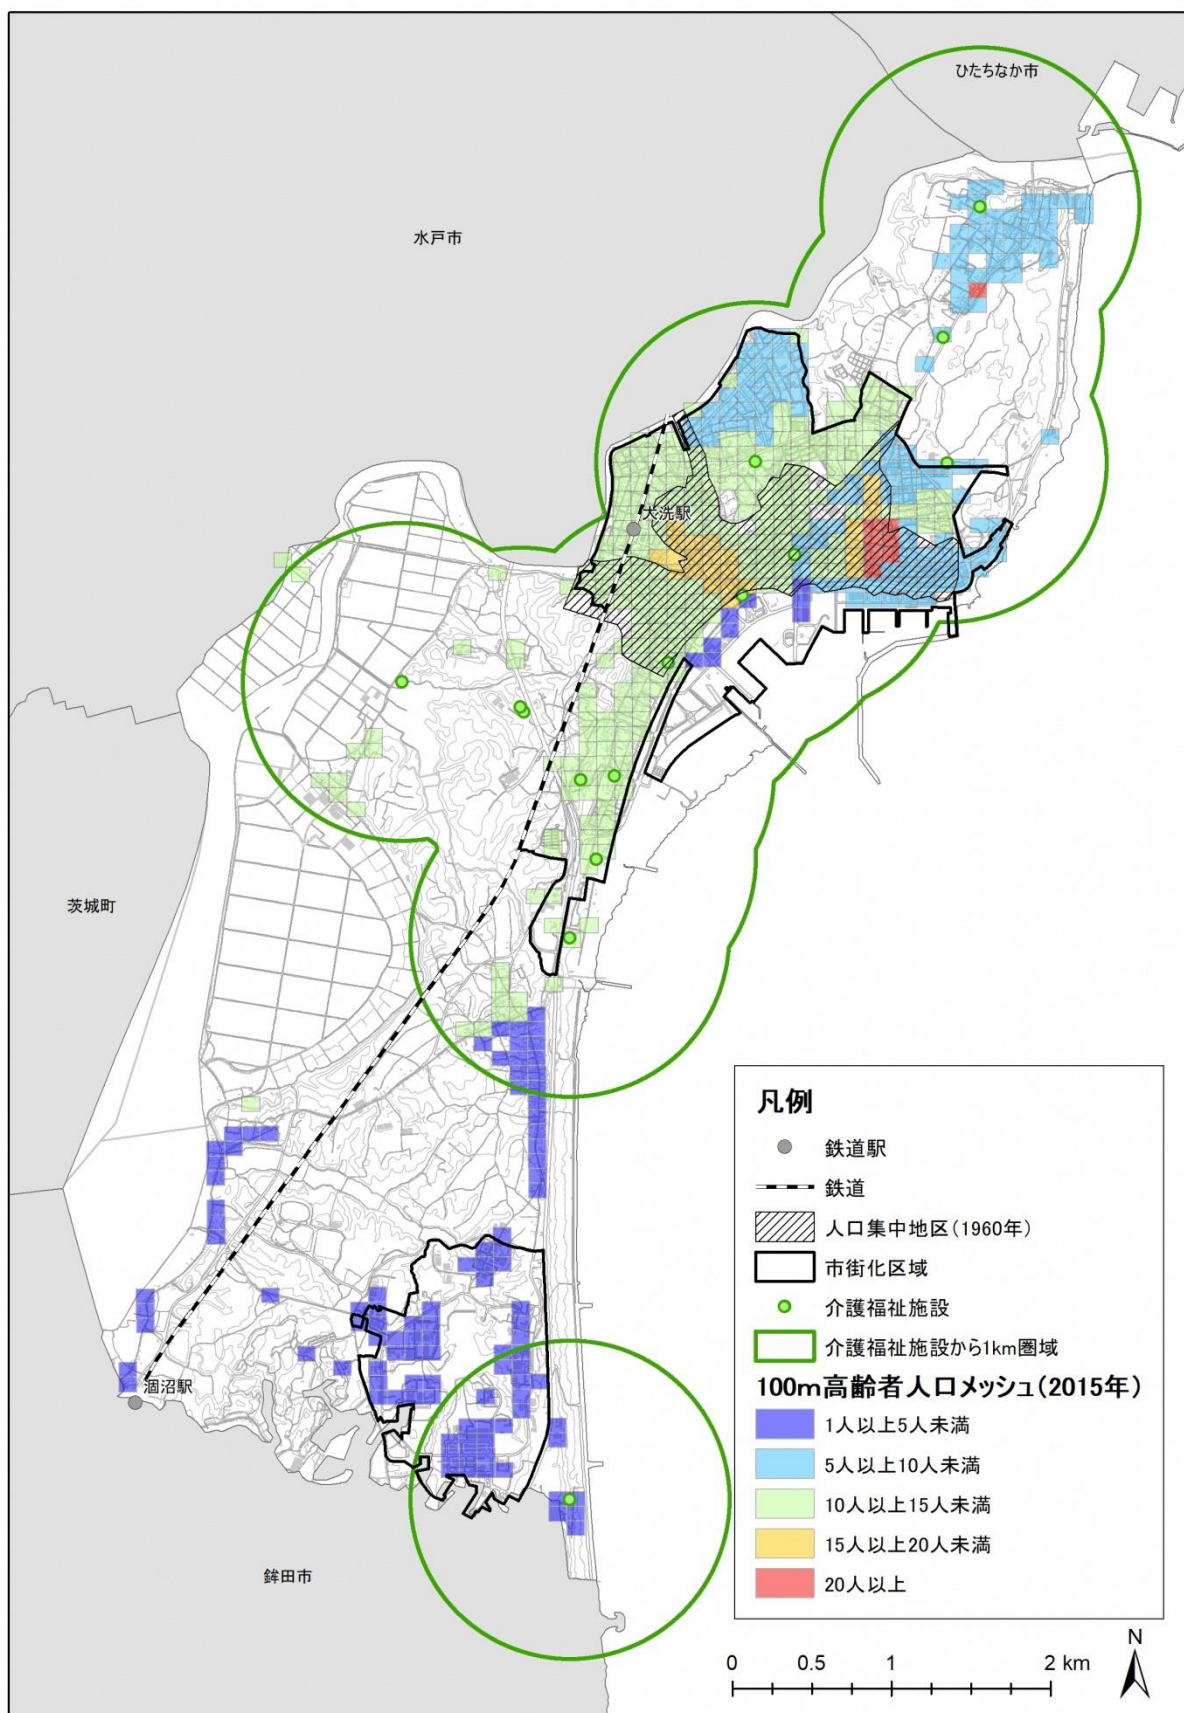 ひたちなか市
水戸市
大洗駅
茨城町
涸沼駅
鉾田市
凡例
鉄道駅
鉄道
人口集中地区(1960年)
市街化区域
介護福祉施設
介護福祉施設から1km圏域
100m高齢者人口メッシュ(2015年)
1人以上5人未満
5人以上10人未満
10人以上15人未満
15人以上20人未満
20人以上
N
0 0.5 1 2 km